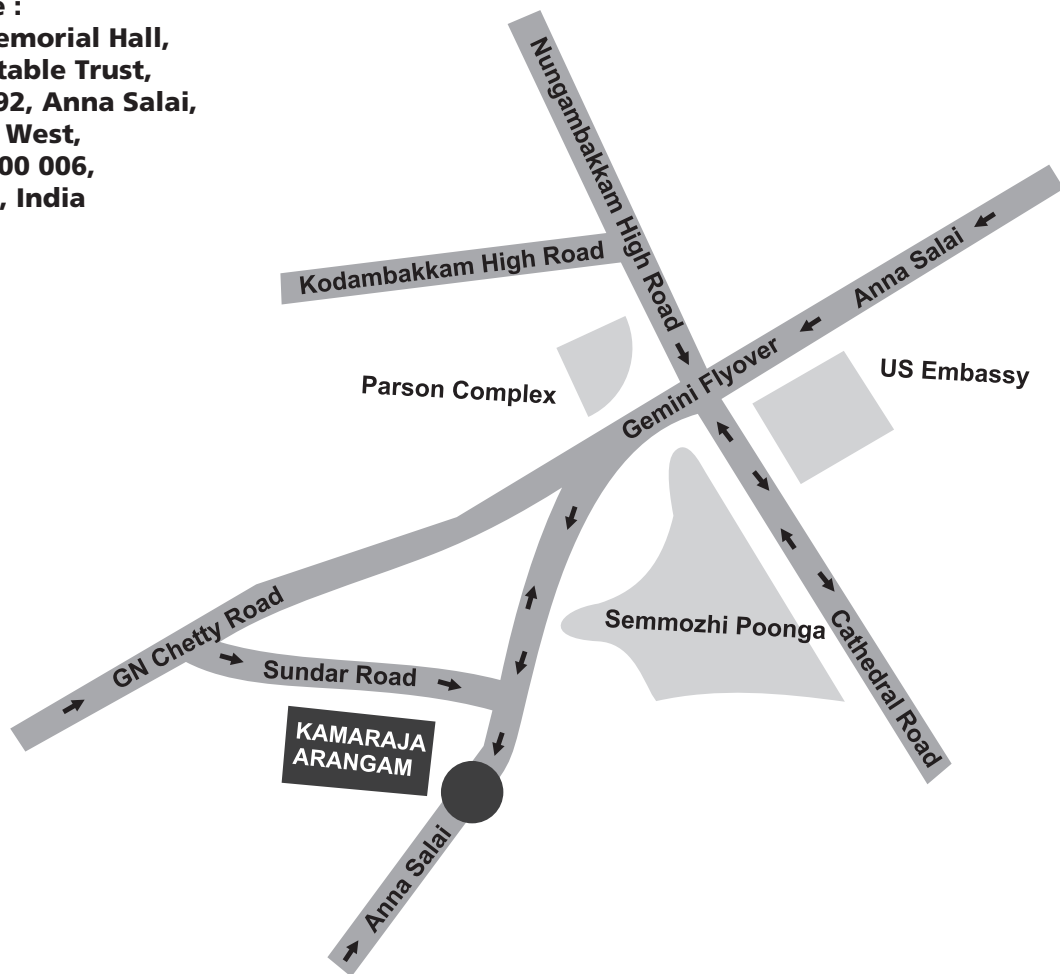 e :
emorial Hall,
table Trust,
92, Anna Salai,
West,
00 006,
, India
Nungambakkam High Road
Kodambakkam High Road
Anna Salai
Gemini Flyover
Parson Complex
US Embassy
GN Chetty Road
Sundar Road
Semmozhi Poonga
Cathedral Road
KAMARAJA
ARANGAM
Anna Salai